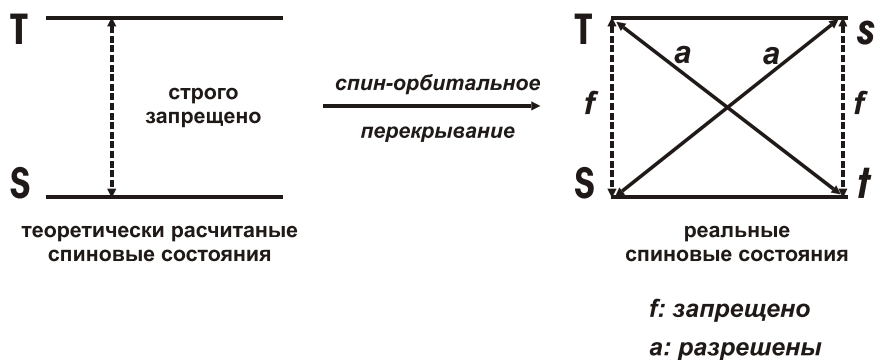 T
строго
запрещено
S
теоретически расчитаные
спиновые состояния
спин-орбитальное
перекрывание
T
s
a
a
f
f
S
t
реальные
спиновые состояния
f: запрещено
a: разрешены